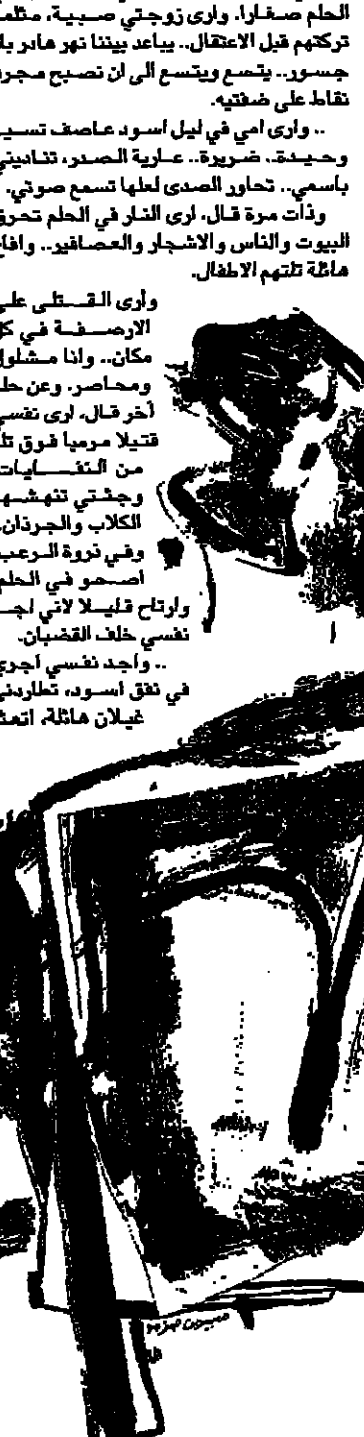 الحلم صغارا. وارى زوجتي صبية، مثلما
تركتهم قبل الاعتقال.. يباعد بيننا نهر هادر بلا
جسور.. يتسع ويتسع الى ان نصبح مجرد
نقاط على ضفتيه.
.. وارى امي في ليل اسود عاصف تسير
وحيدة.. ضريرة.. عارية الصدر، تناديني
باسمي.. تحاور الصدى لعلها تسمع صوتي.
وذات مرة قال، ارى النار في الحلم تحرق
البيوت والناس والاشجار والعصافير.. وافاع
هائلة تلتهم الاطفال.
وأرى القتلى على
الارصفة في كل
مكان.. وانا مشلول
ومحاصر. وعن حلم
آخر قال، ارى نفسي
قتيلا مرميا فوق تل
من النفايات
وجثتي تنهشها
الكلاب والجرذان.
وفي ذروة الرعب
اصحو في الحلم
وارتاح قليلا لاني اجد
نفسي خلف القضبان.
.. واجد نفسي اجري
في نفق اسود، تطاردني
غيلان هائلة، اتعثر